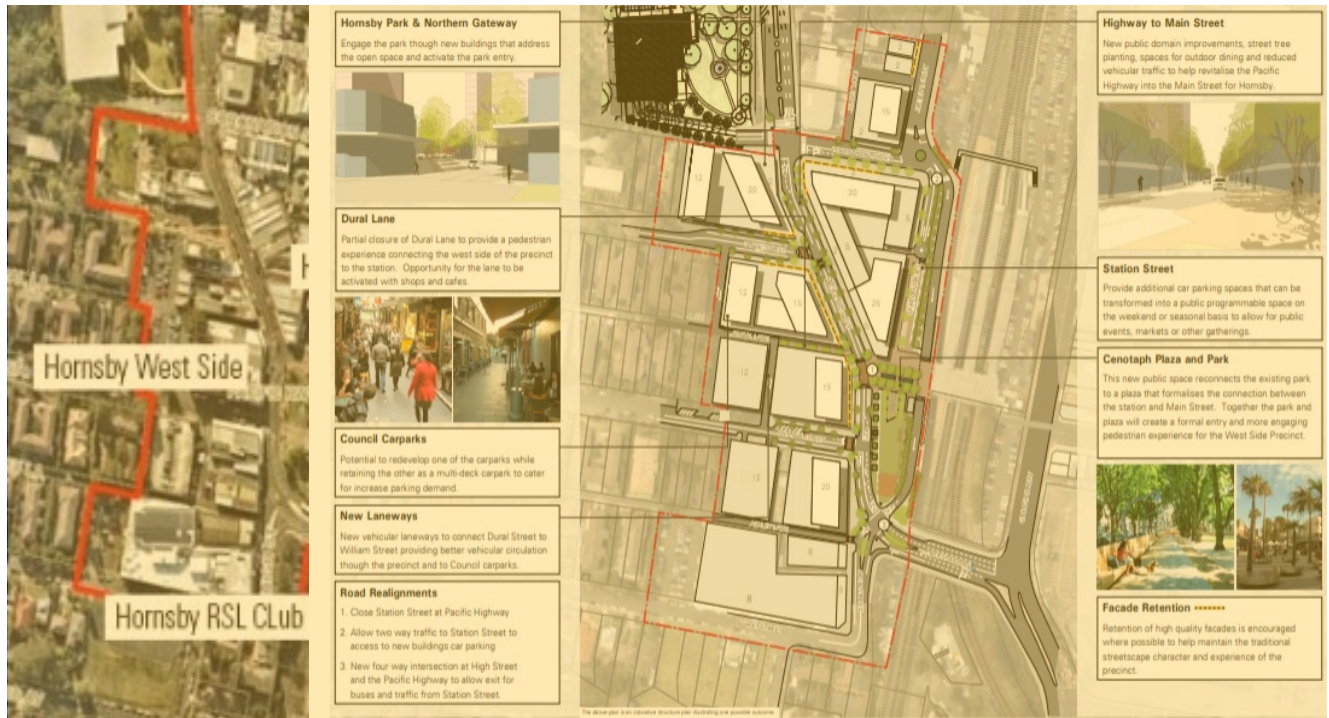 Hornsby West Side
Hornsby RSL CLub
Hornsby Park & Northern Gateway
Engage the park though new buildings that address
the open space and activate the park entry.
Dural Lane
Partial closure of Dural Lane to provide a pedestrian
experience connecting the west side of the precinct
to the station. Opportunity for the lane to be
activated with shops and cafes.
Council Carparks
Potential to redevelop one of the carparks while
retaining the other as a multi-deck carpark to cater
for increase parking demand.
New Laneways
New vehicular laneways to connect Dural Street to
William Street providing better vehicular circulation
though the precinct and to Council carparks.
Road Realignments
1. Close Station Street at Pacific Highway
2. Allow two way traffic to Station Street to
access to new buildings car parking
3. New four way intersection at High Street
and the Pacific Highway to allow exit for
buses and traffic from Station Street.
15
12
20
20
25
12
15
12
15
12
20
6
8
The above plan is an indicative structure plan illustrating one possible outcome.
Highway to Main Street
New public domain improvements, street tree
planting, spaces for outdoor dining and reduced
vehicular traffic to help revitalise the Pacific
Highway into the Main Street for Hornsby.
Station Street
Provide additional car parking spaces that can be
transformed into a public programmable space on
the weekend or seasonal basis to allow for public
events, markets or other gatherings.
Cenotaph Plaza and Park
This new public space reconnects the existing park
to a plaza that formalises the connection between
the station and Main Street. Together the park and
plaza will create a formal entry and more engaging
pedestrian experience for the West Side Precinct.
Facade Retention
Retention of high quality facades is encouraged
where possible to help maintain the traditional
streetscape character and experience of the
precinct.